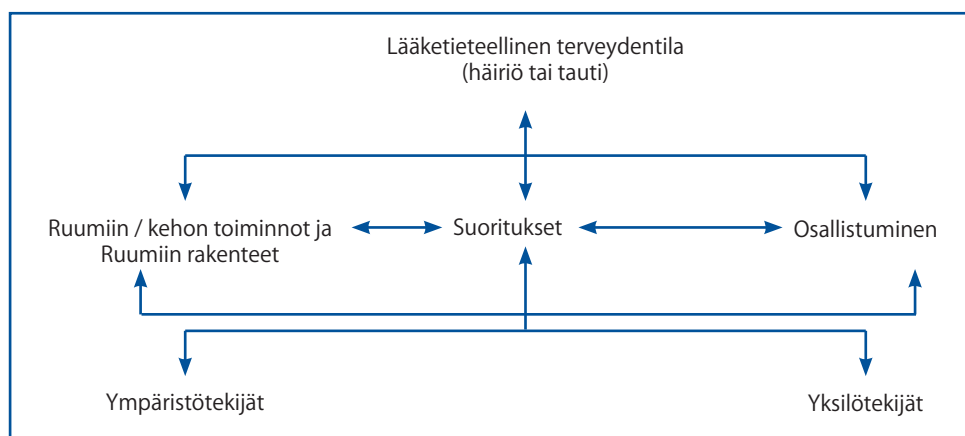 Lääketieteellinen terveydentila
(häiriö tai tauti)
Ruumiin / kehon toiminnot ja
Ruumiin rakenteet
Suoritukset
Osallistuminen
Ympäristötekijät
Yksilötekijät